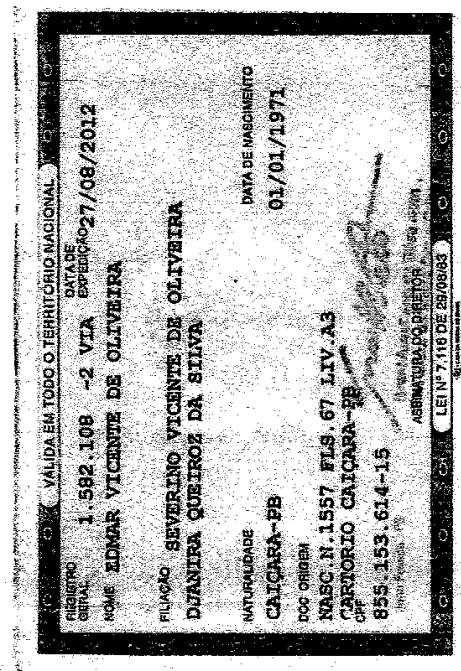 VÁLIDA EM TODO O TERRITÓRIO NACIONAL
REGISTRO GERAL 1.582.108 -2 VIA DATA DE EXPEDIÇÃO 27/08/2012
NOME EDMAR VICENTE DE OLIVEIRA
FILIAÇÃO SEVERINO VICENTE DE OLIVEIRA
DJANIRA QUEIROZ DA SILVA
NATURALIDADE DATA DE NASCIMENTO
CAIÇARA-PB 01/01/1971
DOC ORIGEM
NASC.N.1557 FLS.67 LIV.A3
CARTORIO CAIÇARA-PB
CPF
855.153.614-15
ASSINATURA DO DIRETOR
LEI Nº 7.116 DE 29/08/83